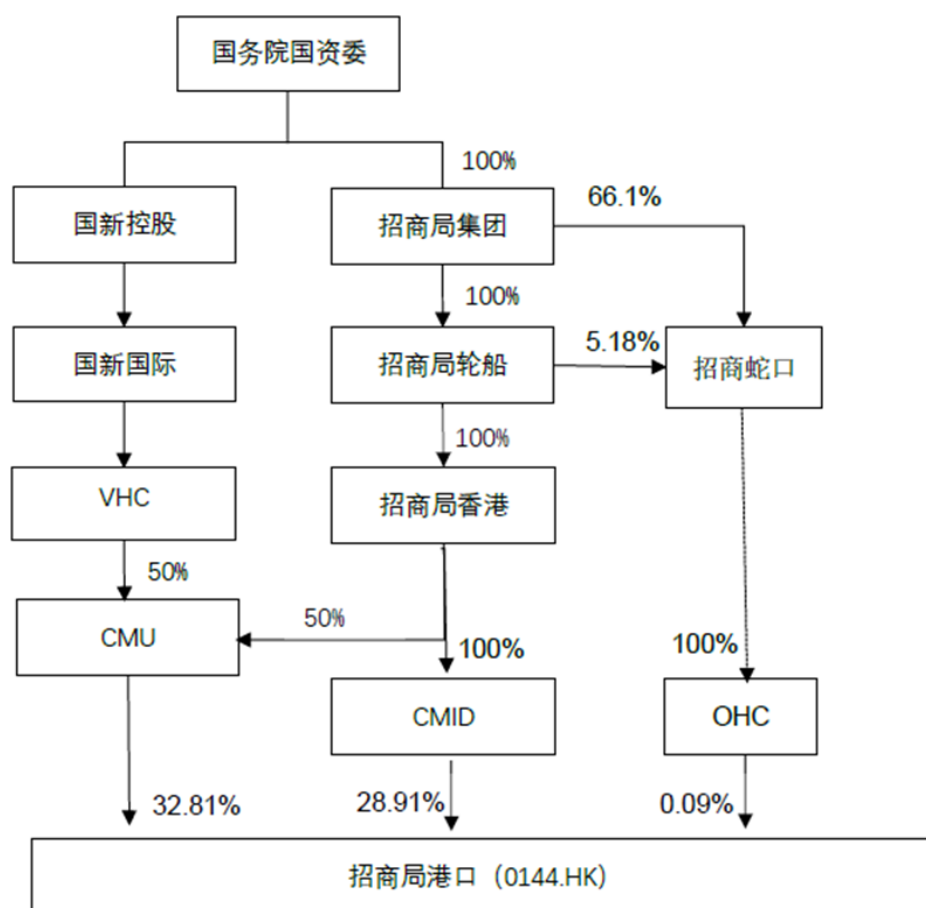 国务院国资委
100%
国新控股
招商局集团
66.1%
100%
国新国际
招商局轮船
5.18%
招商蛇口
100%
VHC
招商局香港
50%
CMU
50%
100%
100%
CMID
OHC
32.81%
28.91%
0.09%
招商局港口（0144.HK）